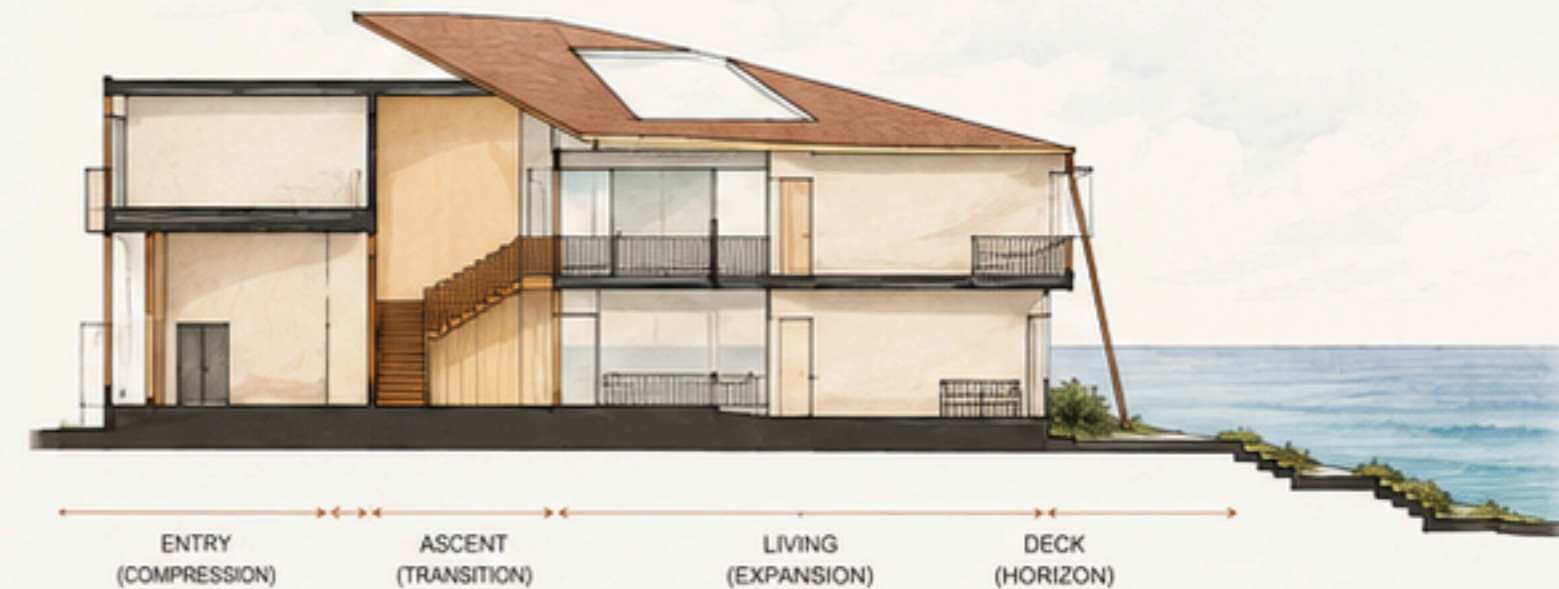 ENTRY
(COMPRESSION)
ASCENT
(TRANSITION)
LIVING
(EXPANSION)
DECK
(HORIZON)